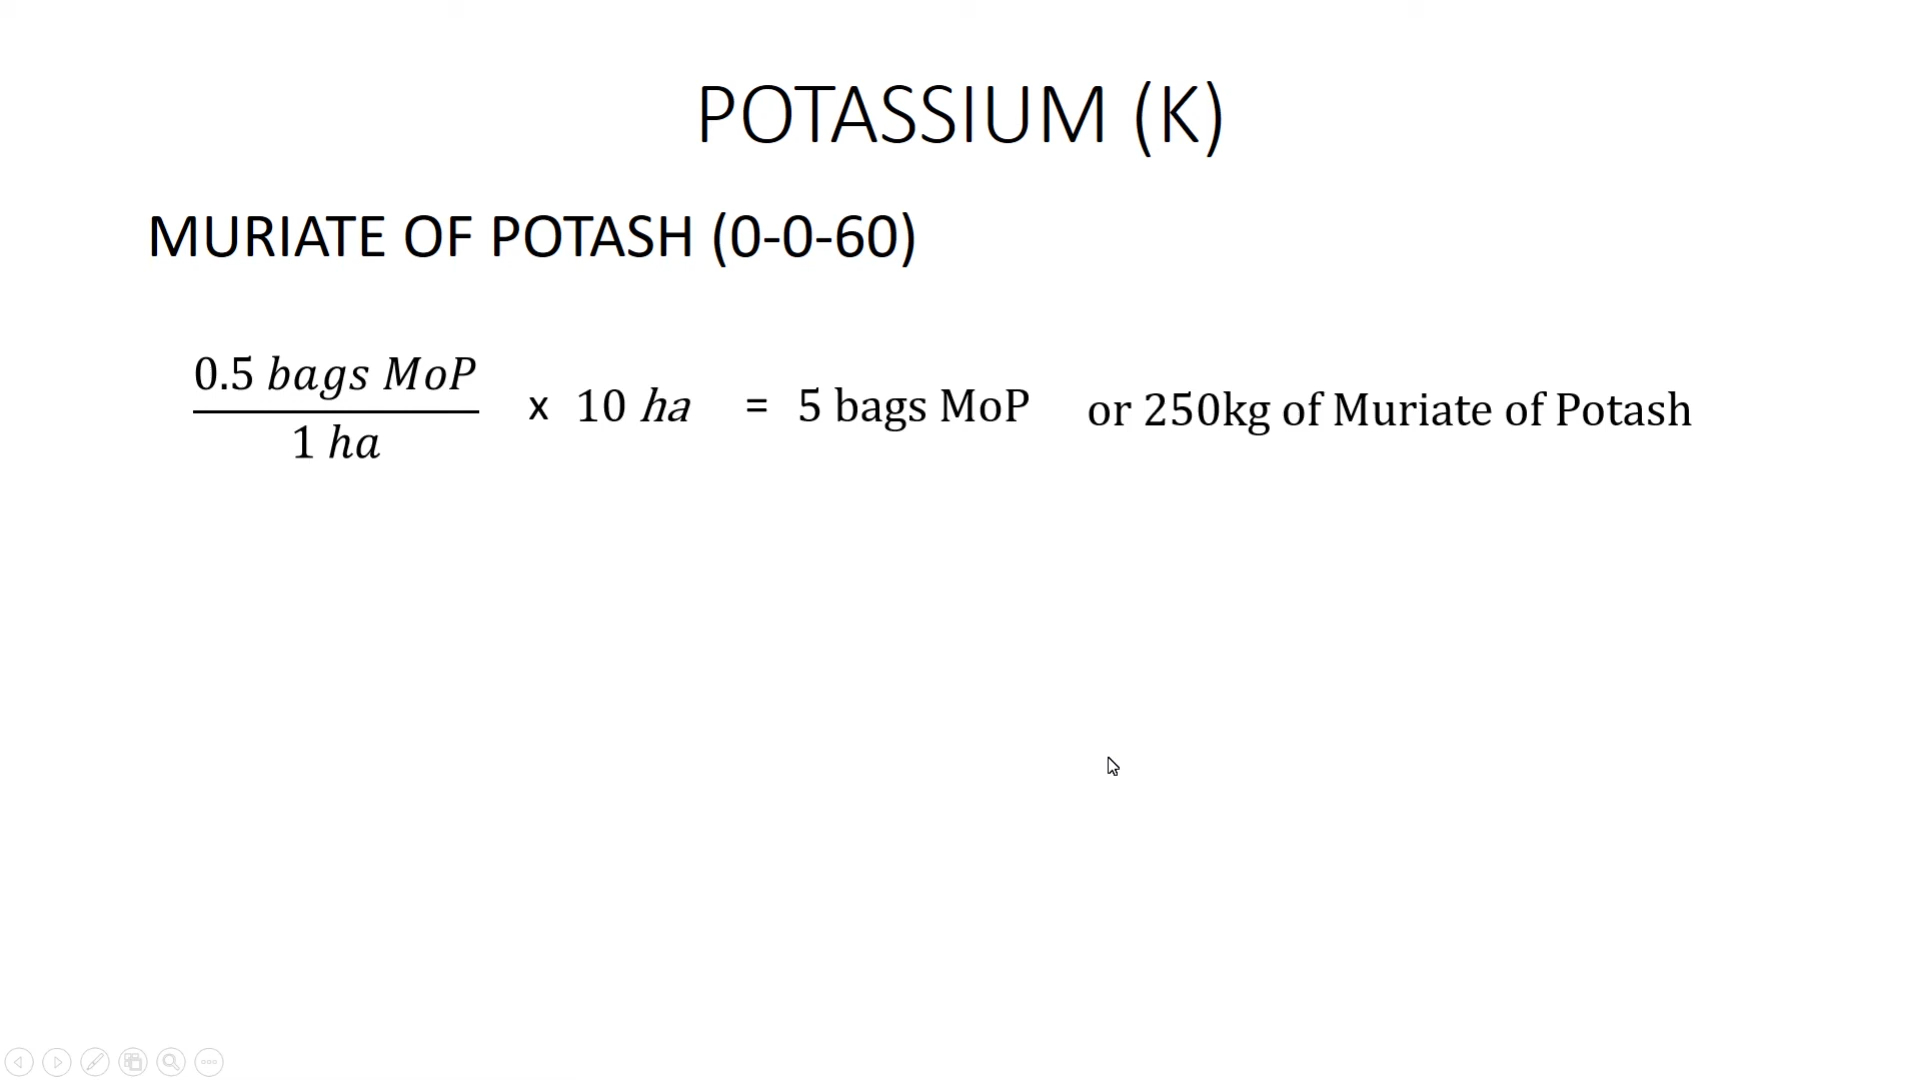 POTASSIUM (K)
MURIATE OF POTASH (0-0-60)
0.5 bags MoP
1 ha
x 10 ha = 5 bags MoP or 250kg of Muriate of Potash